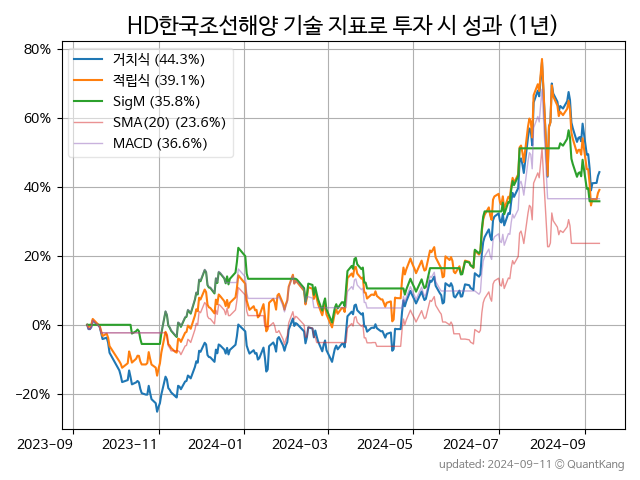 HD한국조선해양 기술 지표로 투자 시 성과 (1년)
80%
60%
40%
20%
0%
−20%
거치식 (44.3%)
적립식 (39.1%)
SigM (35.8%)
SMA(20) (23.6%)
MACD (36.6%)
2023-09
2023-11
2024-01
2024-03
2024-05
2024-07
2024-09
updated: 2024-09-11 © QuantKang